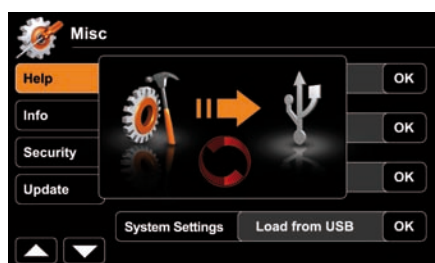 Misc
Help
OK
Info
OK
Security
OK
Update
System Settings Load from USB OK